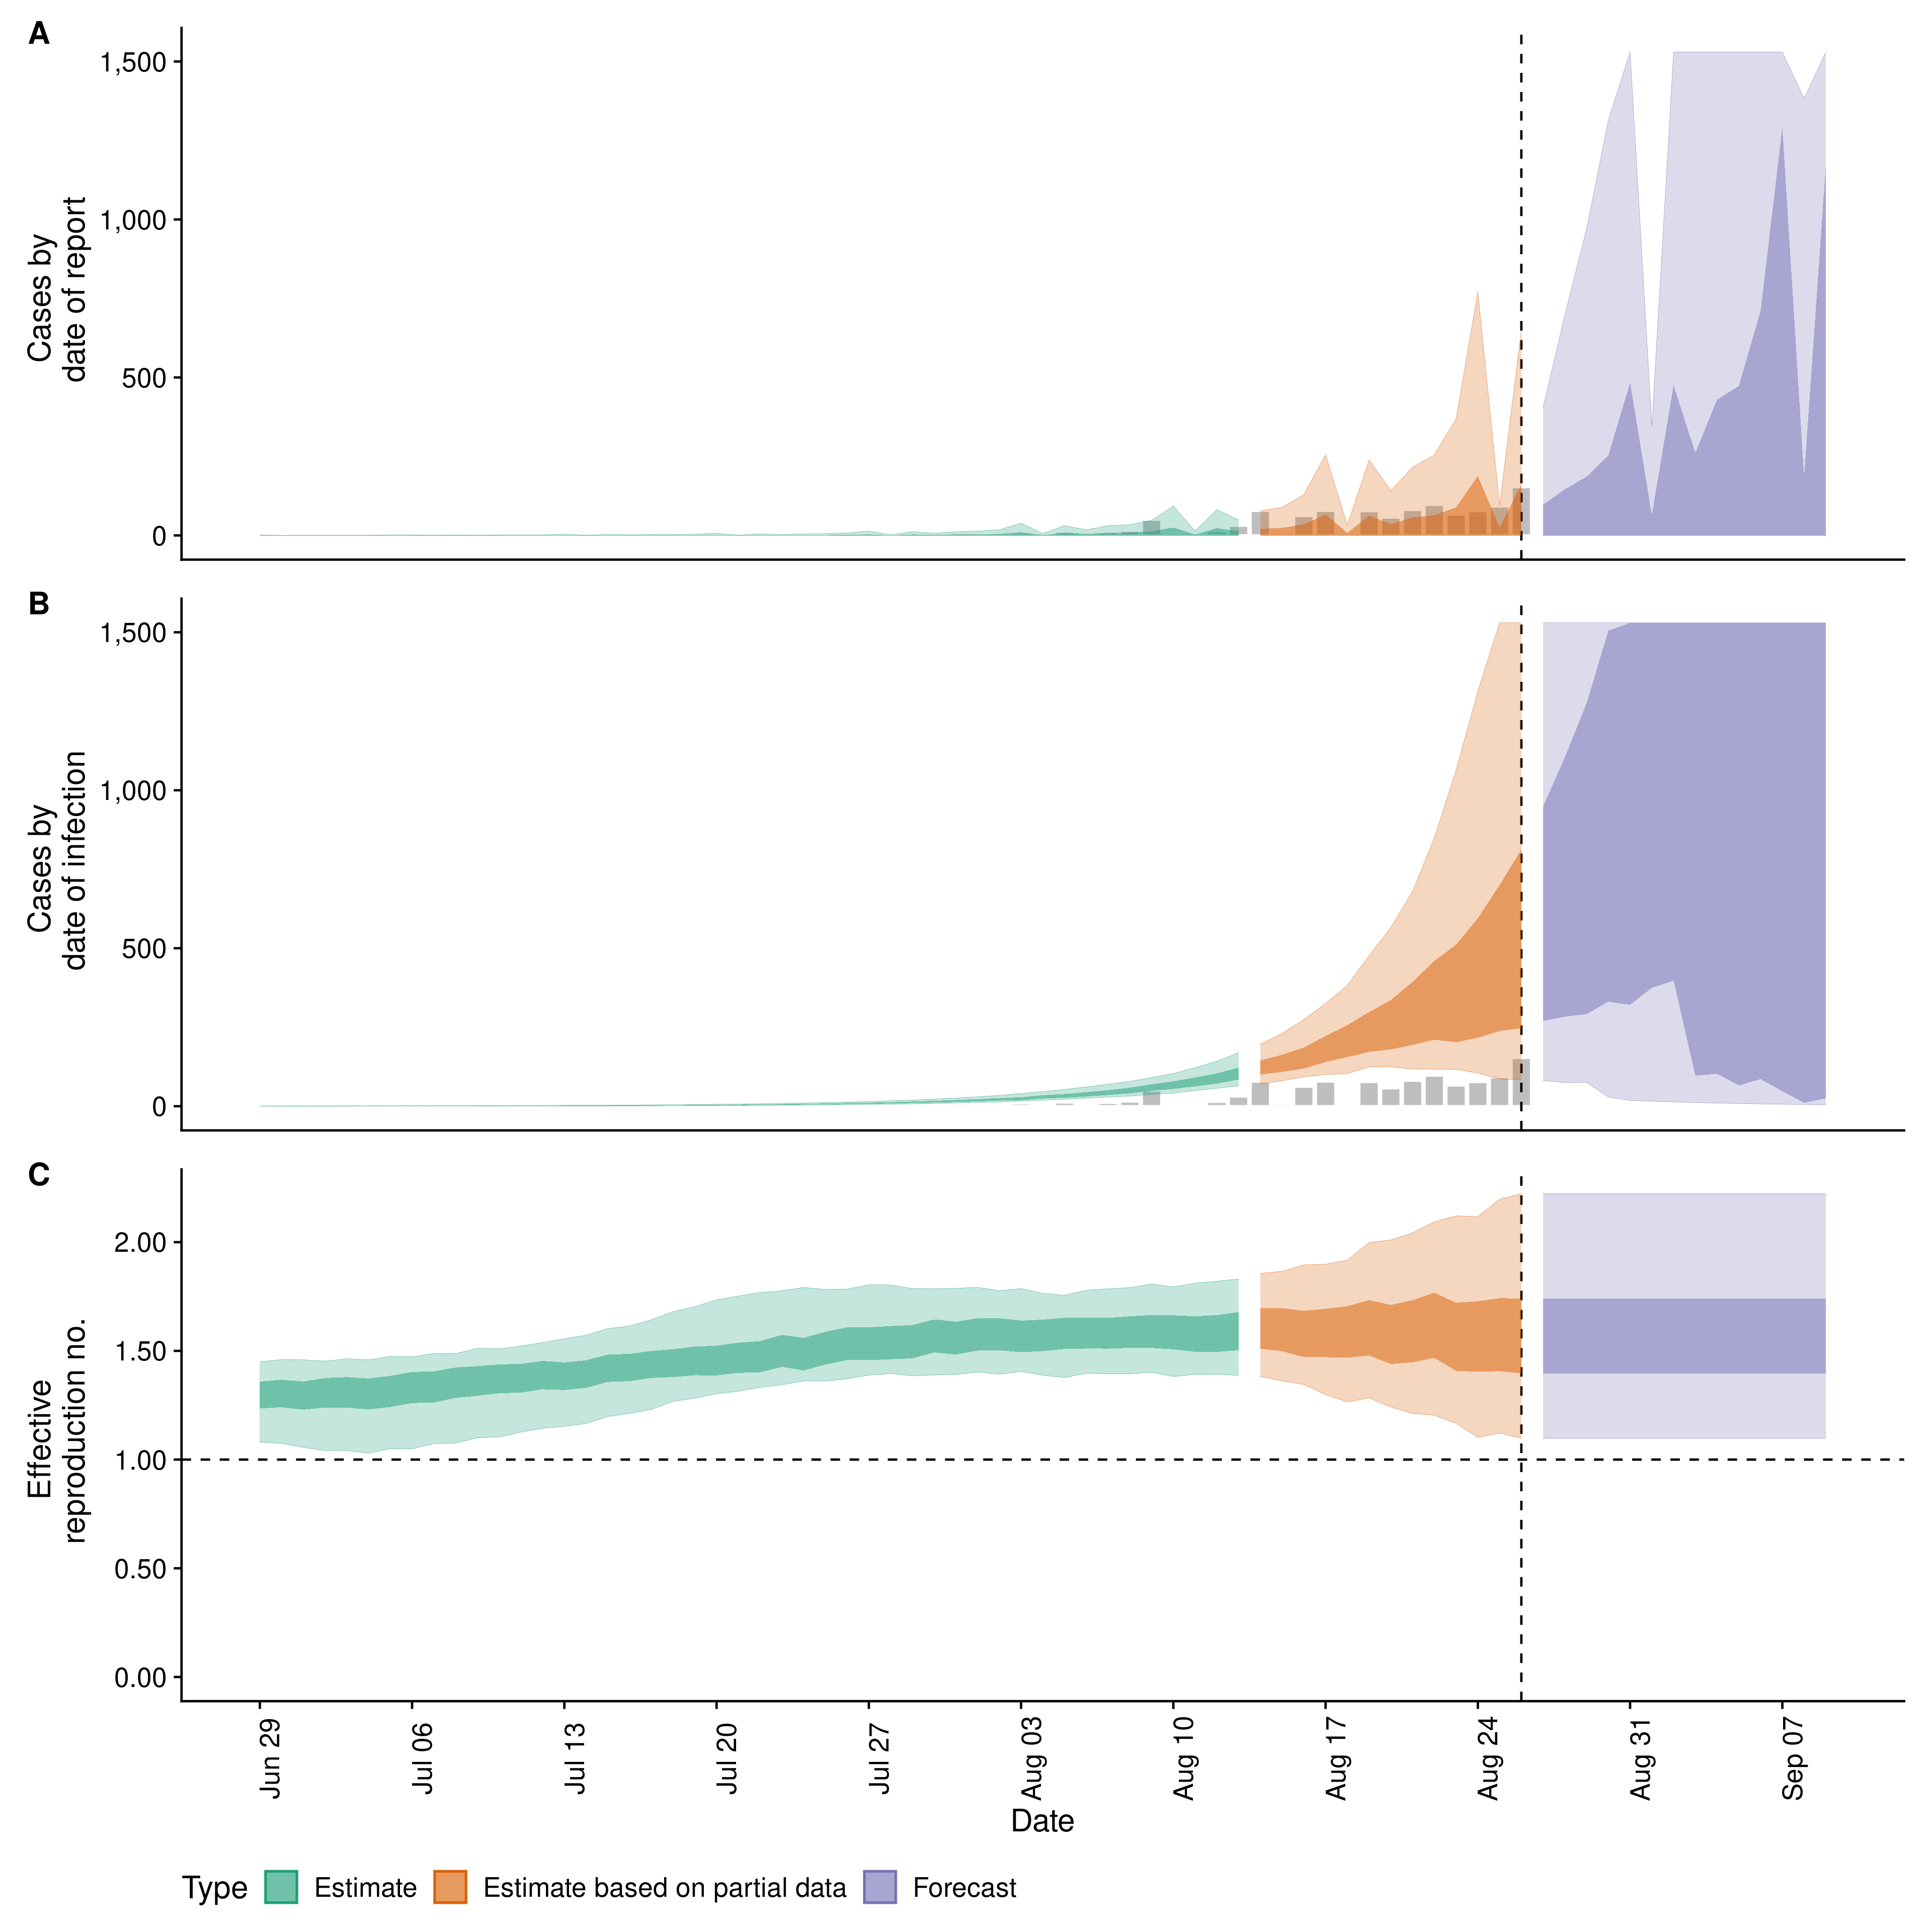 A
1,500
1,000
500
0
Cases by
date of report
B
1,500
1,000
500
0
Cases by
date of infection
C
2.00
1.50
1.00
0.50
0.00
Effective
reproduction no.
Jun 29
Jul 06
Jul 13
Jul 20
Jul 27
Aug 03
Aug 10
Aug 17
Aug 24
Aug 31
Sep 07
Date
Type
Estimate
Estimate based on partial data
Forecast